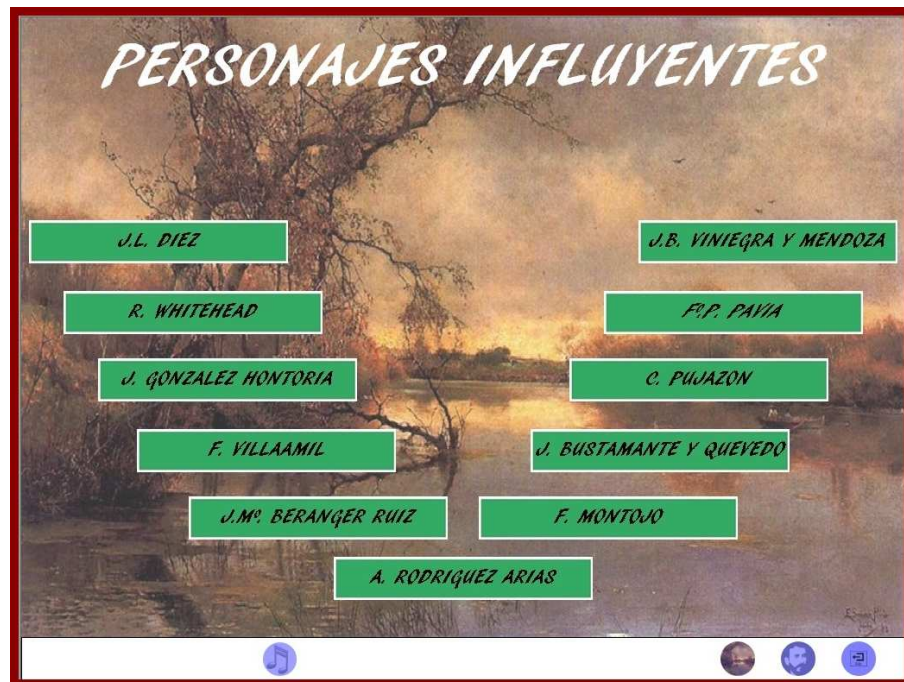 PERSONAJES INFLUYENTES
J.L. DIEZ
J.B. VINIEGRA Y MENDOZA
R. WHITEHEAD
Fº.P. PAVIA
J. GONZALEZ HONTORIA
C. PUJAZON
F. VILLAAMIL
J. BUSTAMANTE Y QUEVEDO
J.Mº. BERANGER RUIZ
F. MONTOJO
A. RODRIGUEZ ARIAS